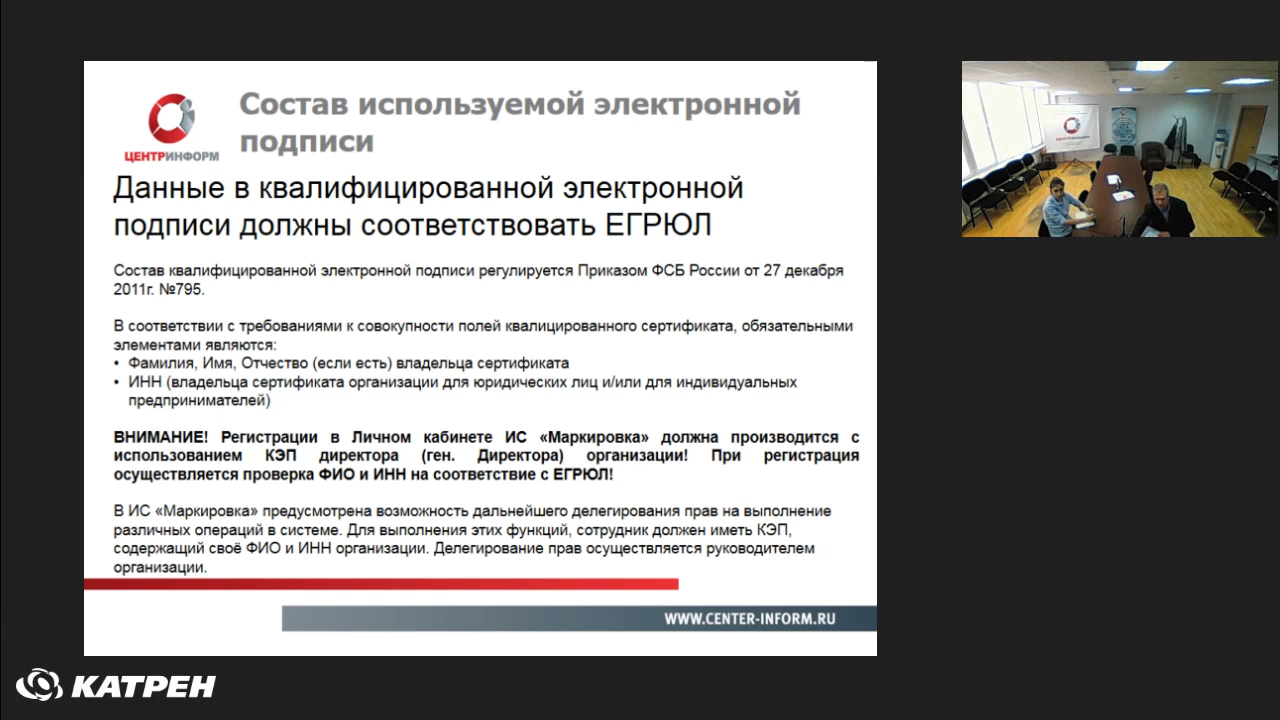 Состав используемой электронной
подписи
ЦЕНТРИНФОРМ
Данные в квалифицированной электронной
подписи должны соответствовать ЕГРЮЛ
Состав квалифицированной электронной подписи регулируется Приказом ФСБ России от 27 декабря
2011г. №795.
В соответствии с требованиями к совокупности полей квалицированного сертификата, обязательными
элементами являются:
• Фамилия, Имя, Отчество (если есть) владельца сертификата
• ИНН (владельца сертификата организации для юридических лиц и/или для индивидуальных
предпринимателей)
ВНИМАНИЕ! Регистрации в Личном кабинете ИС «Маркировка» должна производится с
использованием КЭП директора (ген. Директора) организации! При регистрация
осуществляется проверка ФИО и ИНН на соответствие с ЕГРЮЛ!
В ИС «Маркировка» предусмотрена возможность дальнейшего делегирования прав на выполнение
различных операций в системе. Для выполнения этих функций, сотрудник должен иметь КЭП,
содержащий своё ФИО и ИНН организации. Делегирование прав осуществляется руководителем
организации.
WWW.CENTER-INFORM.RU
КАТРЕН